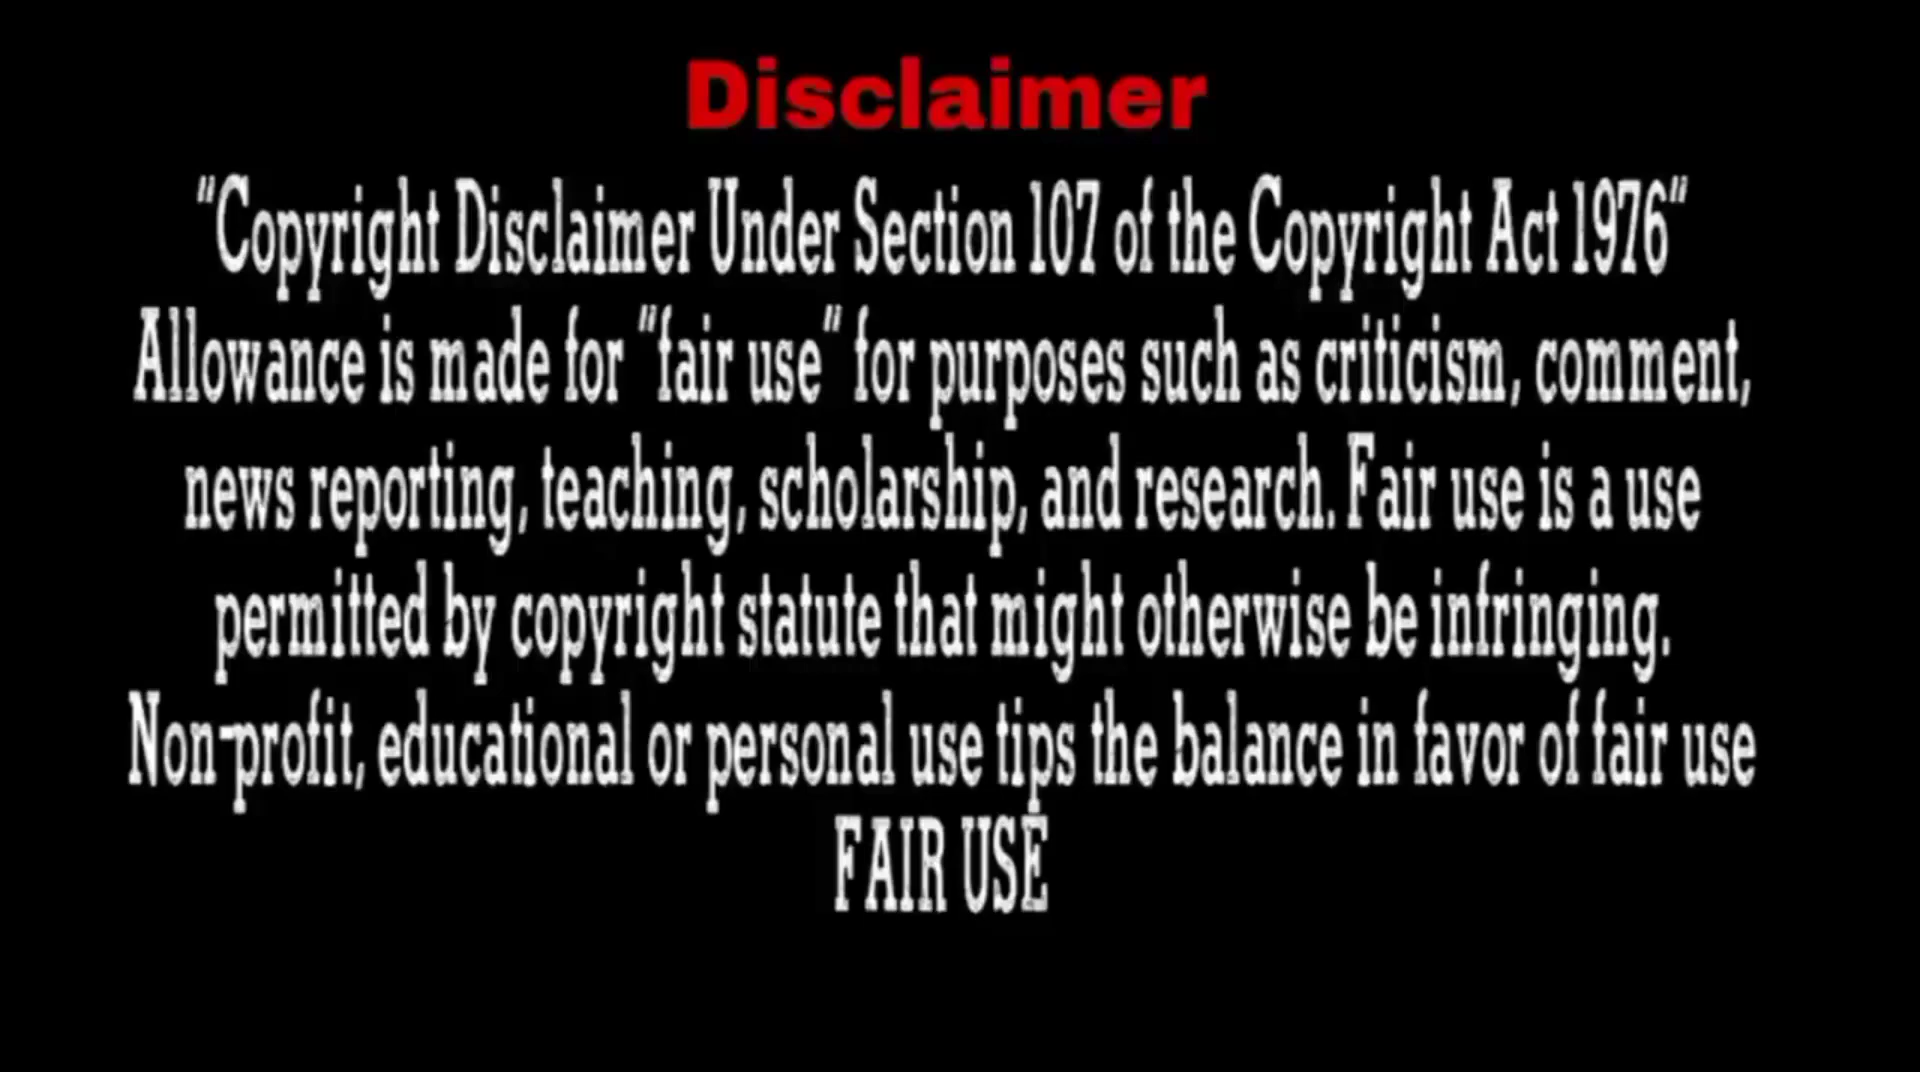 Disclaimer
"Copyright Disclaimer Under Section 107 of the Copyright Act 1976"
Allowance is made for "fair use" for purposes such as criticism, comment,
news reporting, teaching, scholarship, and research. Fair use is a use
permitted by copyright statute that might otherwise be infringing.
Non-profit, educational or personal use tips the balance in favor of fair use
FAIR USE